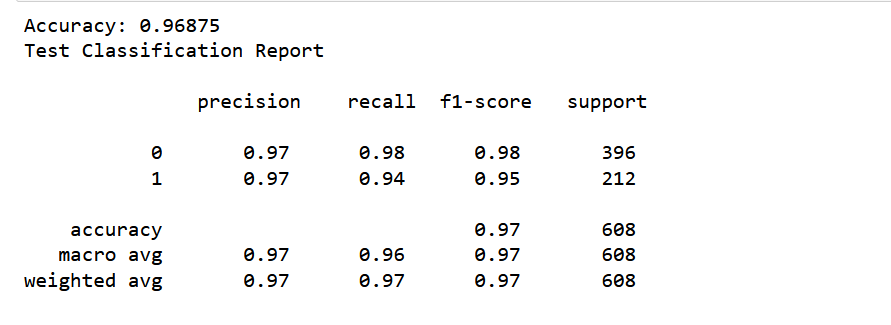 Accuracy: 0.96875
Test Classification Report
precision recall f1-score support
0 0.97 0.98 0.98 396
1 0.97 0.94 0.95 212
accuracy 0.97 608
macro avg 0.97 0.96 0.97 608
weighted avg 0.97 0.97 0.97 608